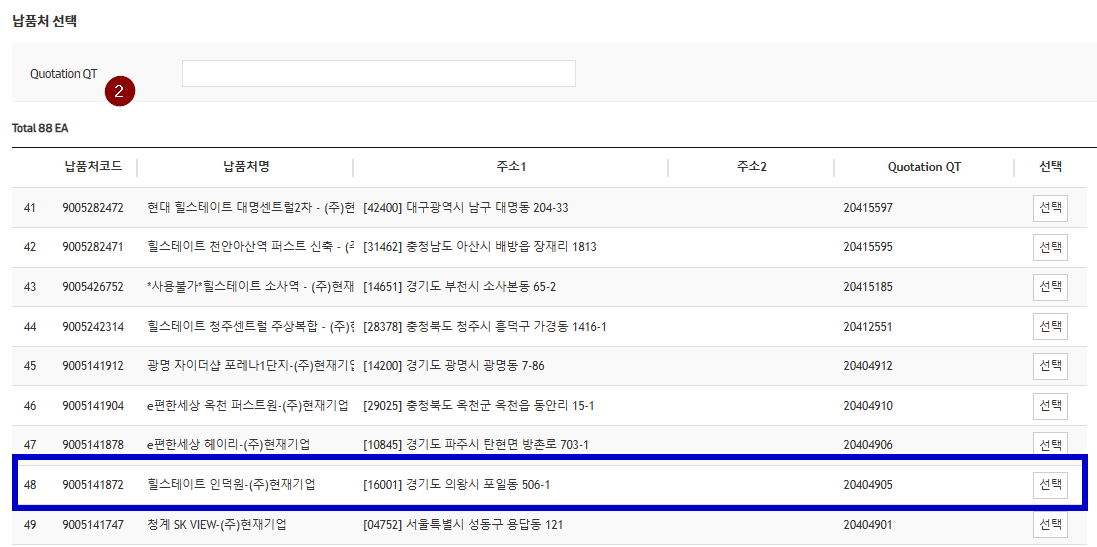 납품처 선택
Quotation QT
2
Total 88 EA
납품처코드 납품처명 주소1 주소2 Quotation QT 선택
41 9005282472 현대 힐스테이트 대명센트럴2차 - (주)현 [42400] 대구광역시 남구 대명동 204-33 20415597 선택
42 9005282471 힐스테이트 천안아산역 퍼스트 신축 - (주 [31462] 충청남도 아산시 배방읍 장재리 1813 20415595 선택
43 9005426752 *사용불가*힐스테이트 소사역 - (주)현재 [14651] 경기도 부천시 소사본동 65-2 20415185 선택
44 9005242314 힐스테이트 청주센트럴 주상복합 - (주) [28378] 충청북도 청주시 흥덕구 가경동 1416-1 20412551 선택
45 9005141912 광명 자이더샵 포레나1단지-(주)현재기업 [14200] 경기도 광명시 광명동 7-86 20404912 선택
46 9005141904 e편한세상 옥천 퍼스트원-(주)현재기업 [29025] 충청북도 옥천군 옥천읍 동안리 15-1 20404910 선택
47 9005141878 e편한세상 헤이리-(주)현재기업 [10845] 경기도 파주시 탄현면 방촌로 703-1 20404906 선택
48 9005141872 힐스테이트 인덕원-(주)현재기업 [16001] 경기도 의왕시 포일동 506-1 20404905 선택
49 9005141747 청계 SK VIEW-(주)현재기업 [04752] 서울특별시 성동구 용답동 121 20404901 선택